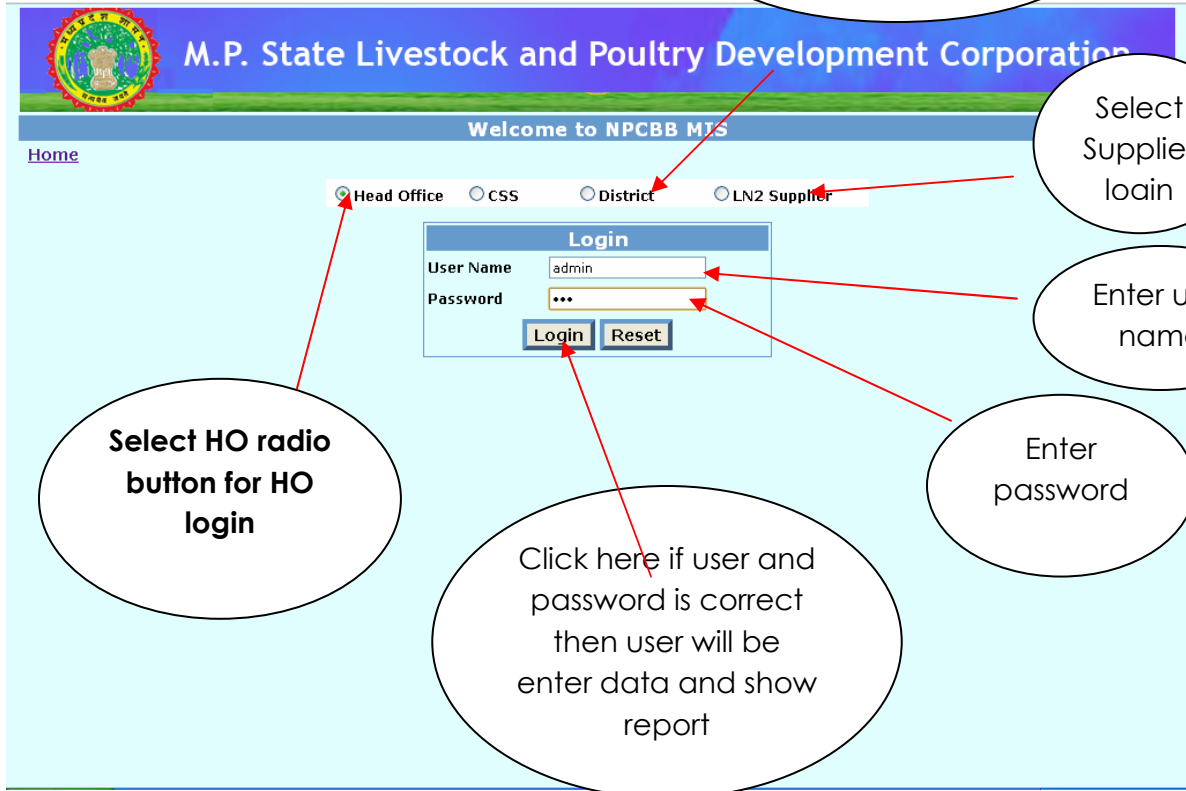 M.P. State Livestock and Poultry Development Corporation
Welcome to NPCBB MIS
Home
Head Office CSS District LN2 Supplier
Login
User Name admin
Password •••
Login Reset
Select
Supplie
loain
Enter u
nam
Enter
password
Select HO radio
button for HO
login
Click here if user and
password is correct
then user will be
enter data and show
report